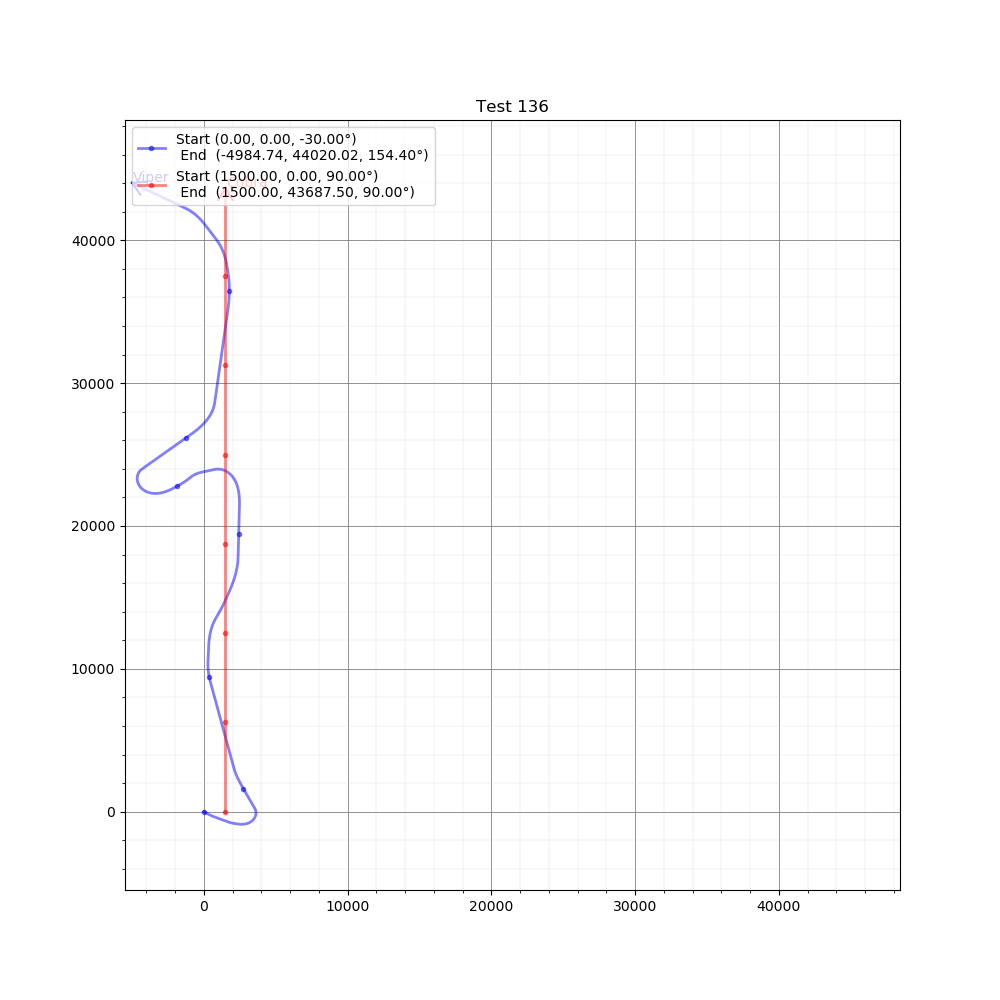 Test 136
Start (0.00, 0.00, -30.00°)
End (-4984.74, 44020.02, 154.40°)
Start (1500.00, 0.00, 90.00°)
End (1500.00, 43687.50, 90.00°)
Viper
40000
30000
20000
10000
0
0 10000 20000 30000 40000